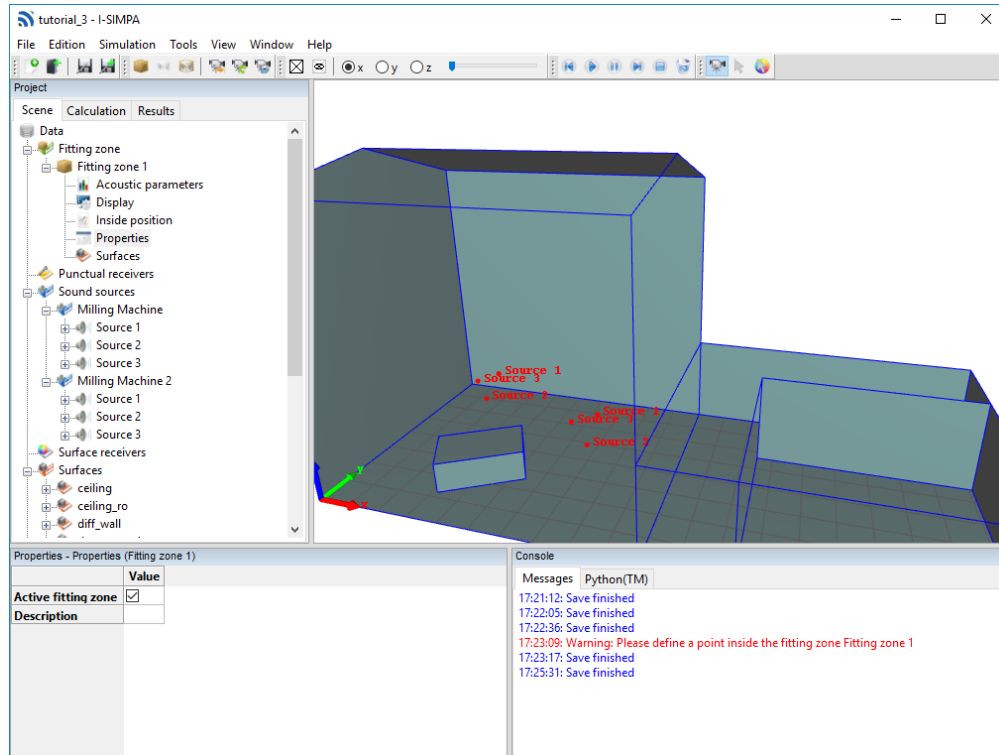 tutorial_3 - I-SIMPA
File Edition Simulation Tools View Window Help
x y z
Project
Scene Calculation Results
Data
Fitting zone
Fitting zone 1
Acoustic parameters
Display
Inside position
Properties
Surfaces
Punctual receivers
Sound sources
Milling Machine
Source 1
Source 2
Source 3
Milling Machine 2
Source 1
Source 2
Source 3
Surface receivers
Surfaces
ceiling
ceiling_ro
diff_wall
Source 1
Source 3
Source 2
Source 1
Source
Source
y
x
Properties - Properties (Fitting zone 1)
Value
Active fitting zone
Description
Console
Messages Python(TM)
17:21:12: Save finished
17:22:05: Save finished
17:22:36: Save finished
17:23:09: Warning: Please define a point inside the fitting zone Fitting zone 1
17:23:17: Save finished
17:25:31: Save finished